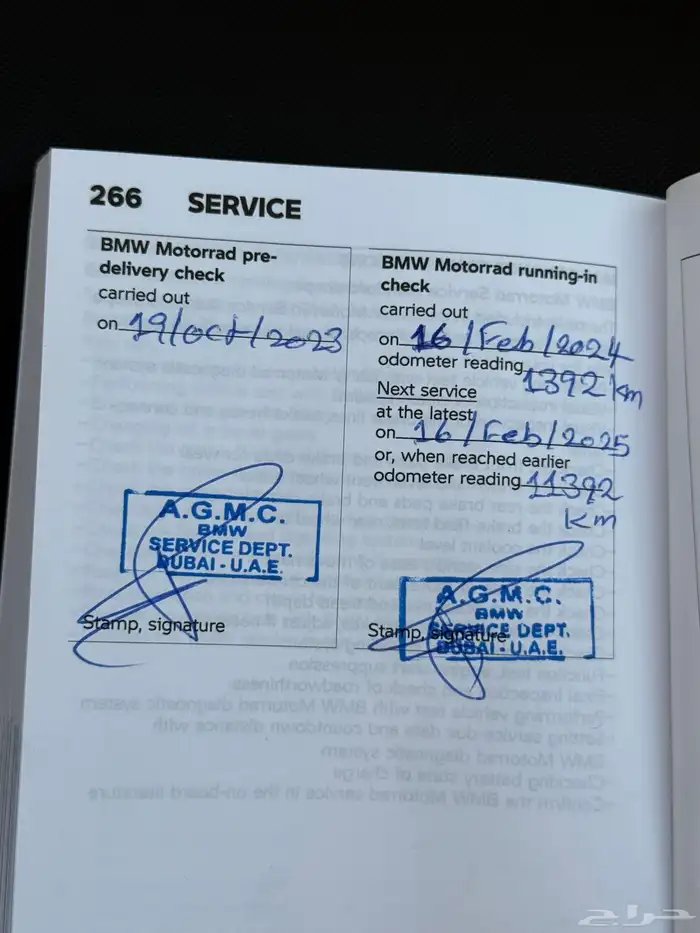 266 SERVICE
BMW Motorrad pre-
delivery check
carried out
on 19/oct/2023
A.G.M.C.
BMW
SERVICE DEPT.
DUBAI - U.A.E.
Stamp, signature
BMW Motorrad running-in
check
carried out
on 16/Feb/2024
odometer reading 1392 km
Next service
at the latest
on 16/Feb/2025
or, when reached earlier
odometer reading 11392
Km
A.G.M.C.
BMW
SERVICE DEPT.
DUBAI - U.A.E.
Stamp, signature
حراج